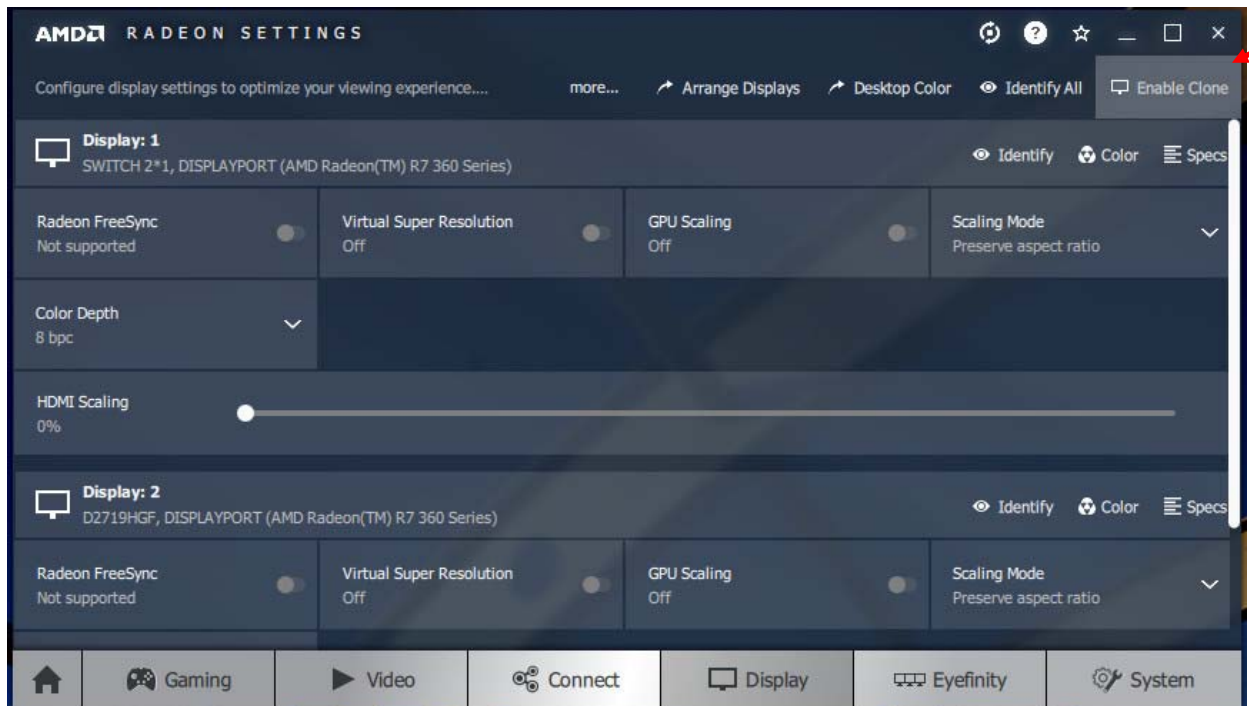 AMD RADEON SETTINGS
Configure display settings to optimize your viewing experience.... more... Arrange Displays Desktop Color Identify All Enable Clone
Display: 1
SWITCH 2*1, DISPLAYPORT (AMD Radeon(TM) R7 360 Series)
Identify Color Specs
Radeon FreeSync
Not supported
Virtual Super Resolution
Off
GPU Scaling
Off
Scaling Mode
Preserve aspect ratio
Color Depth
8 bpc
HDMI Scaling
0%
Display: 2
D2719HGF, DISPLAYPORT (AMD Radeon(TM) R7 360 Series)
Identify Color Specs
Radeon FreeSync
Not supported
Virtual Super Resolution
Off
GPU Scaling
Off
Scaling Mode
Preserve aspect ratio
Gaming Video Connect Display Eyefinity System